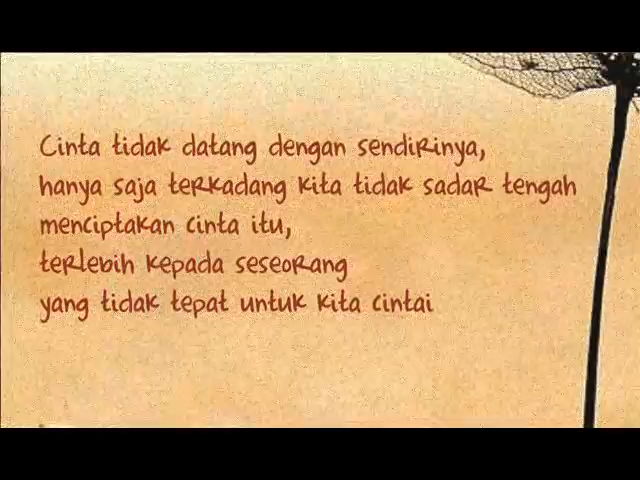 Cinta tidak datang dengan sendirinya,
hanya saja terkadang kita tidak sadar tengah
menciptakan cinta itu,
terlebih kepada seseorang
yang tidak tepat untuk kita cintai